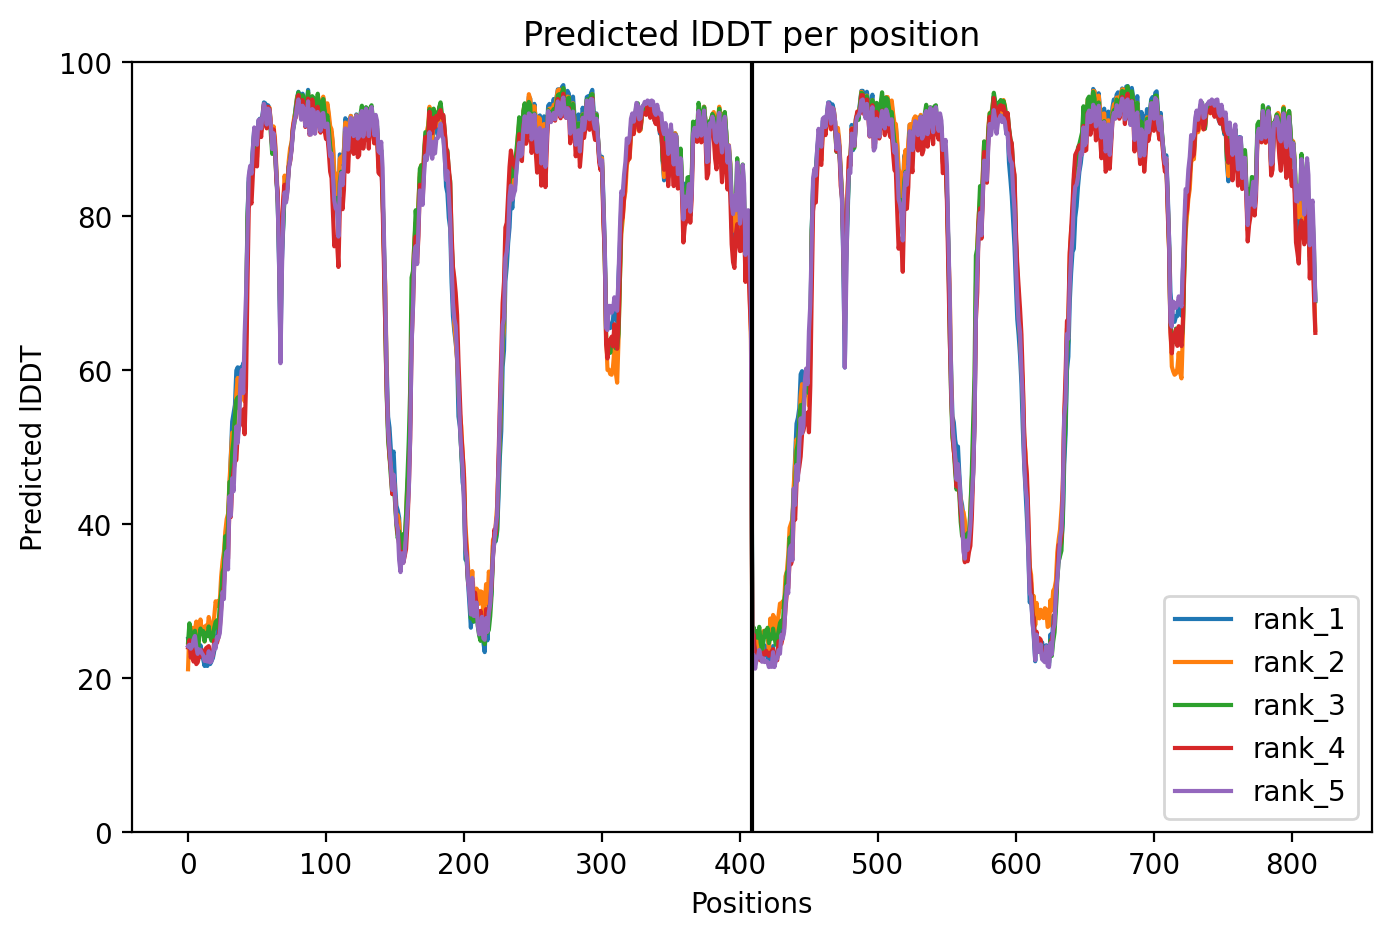 Predicted lDDT per position
Predicted lDDT
100
80
60
40
20
0
0 100 200 300 400 500 600 700 800
Positions
rank_1
rank_2
rank_3
rank_4
rank_5